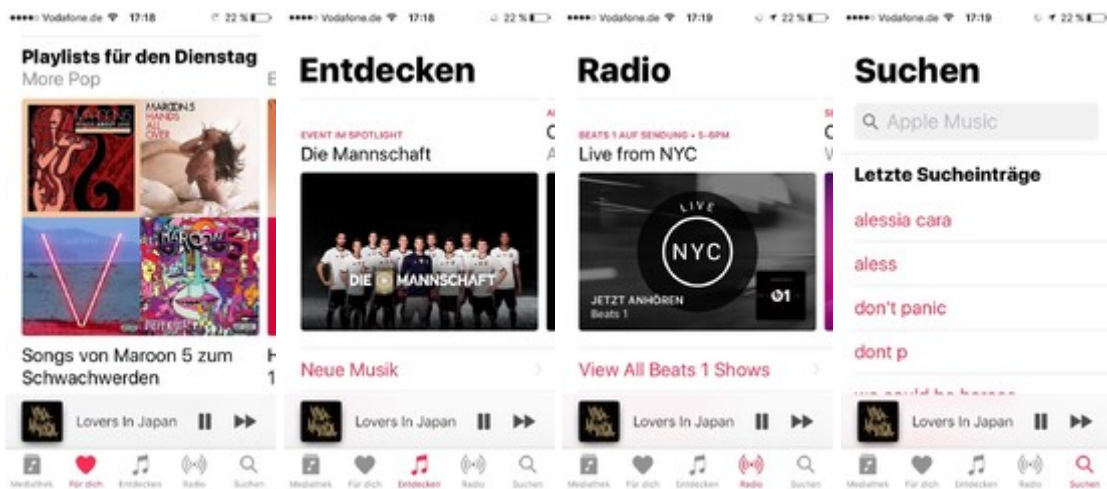 Vodafone.de 17:18 22 %
Playlists für den Dienstag
More Pop
MAROON 5
MAROON 5
HANDS
ALL
OVER
Songs von Maroon 5 zum
Schwachwerden
Lovers In Japan
Mediathek Für dich Entdecken Radio Suchen
Vodafone.de 17:18 22 %
Entdecken
EVENT IM SPOTLIGHT
Die Mannschaft
DIE MANNSCHAFT
Neue Musik
Lovers In Japan
Mediathek Für dich Entdecken Radio Suchen
Vodafone.de 17:19 22 %
Radio
BEATS 1 AUF SENDUNG • 5-6PM
Live from NYC
LIVE
NYC
JETZT ANHÖREN
Beats 1
View All Beats 1 Shows
Lovers In Japan
Mediathek Für dich Entdecken Radio Suchen
Vodafone.de 17:19 22 %
Suchen
Apple Music
Letzte Sucheinträge
alessia cara
aless
don't panic
dont p
Lovers In Japan
Mediathek Für dich Entdecken Radio Suchen